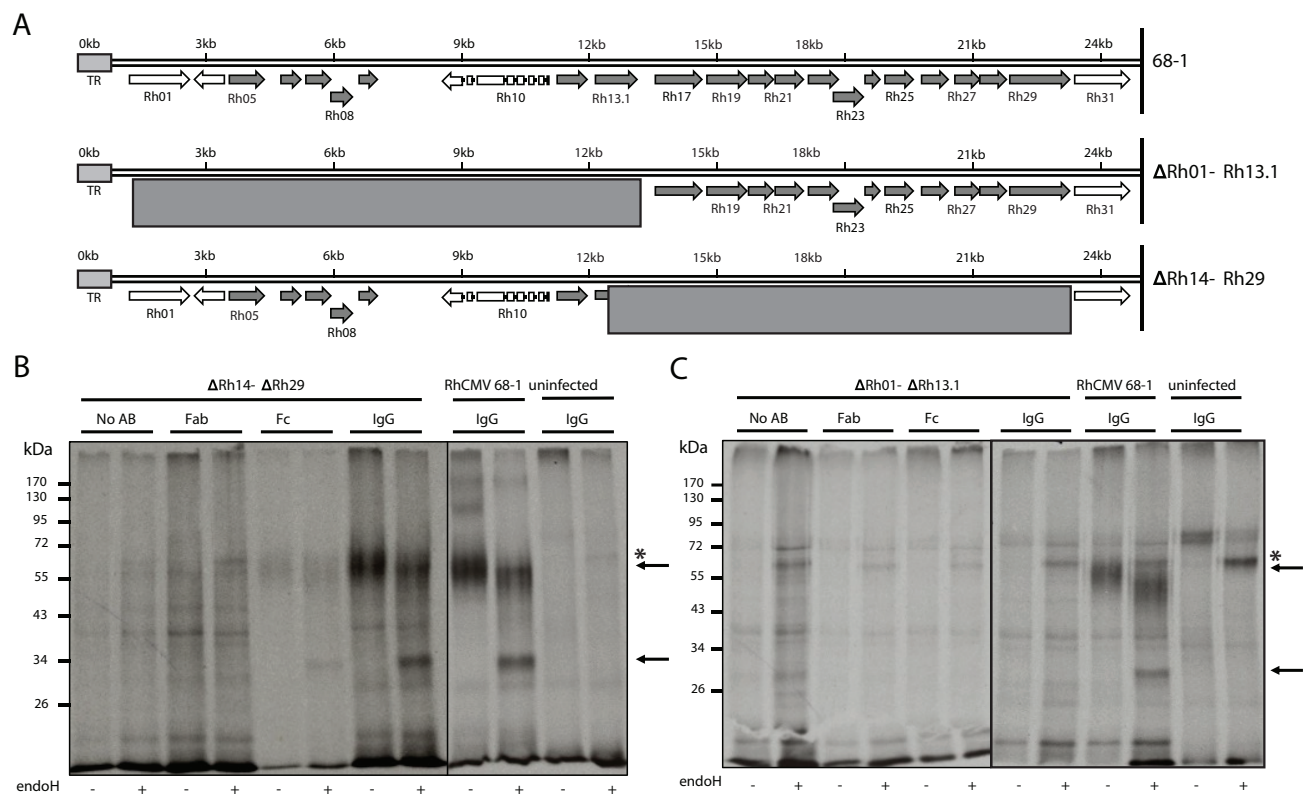 A
0kb 3kb 6kb 9kb 12kb 15kb 18kb 21kb 24kb
68-1
TR Rh01 Rh05 Rh08 Rh10 Rh13.1 Rh17 Rh19 Rh21 Rh23 Rh25 Rh27 Rh29 Rh31
0kb 3kb 6kb 9kb 12kb 15kb 18kb 21kb 24kb
ΔRh01- Rh13.1
TR Rh19 Rh21 Rh23 Rh25 Rh27 Rh29 Rh31
0kb 3kb 6kb 9kb 12kb 15kb 18kb 21kb 24kb
ΔRh14- Rh29
TR Rh01 Rh05 Rh08 Rh10 Rh31
B
ΔRh14- ΔRh29 RhCMV 68-1 uninfected
No AB Fab Fc IgG IgG IgG
kDa
170
130
95
72
55
43
34
26
*
endoH - + - + - + - + - + - +
C
ΔRh01- ΔRh13.1 RhCMV 68-1 uninfected
No AB Fab Fc IgG IgG IgG
kDa
170
130
95
72
55
43
34
26
*
endoH - + - + - + - + - + - +